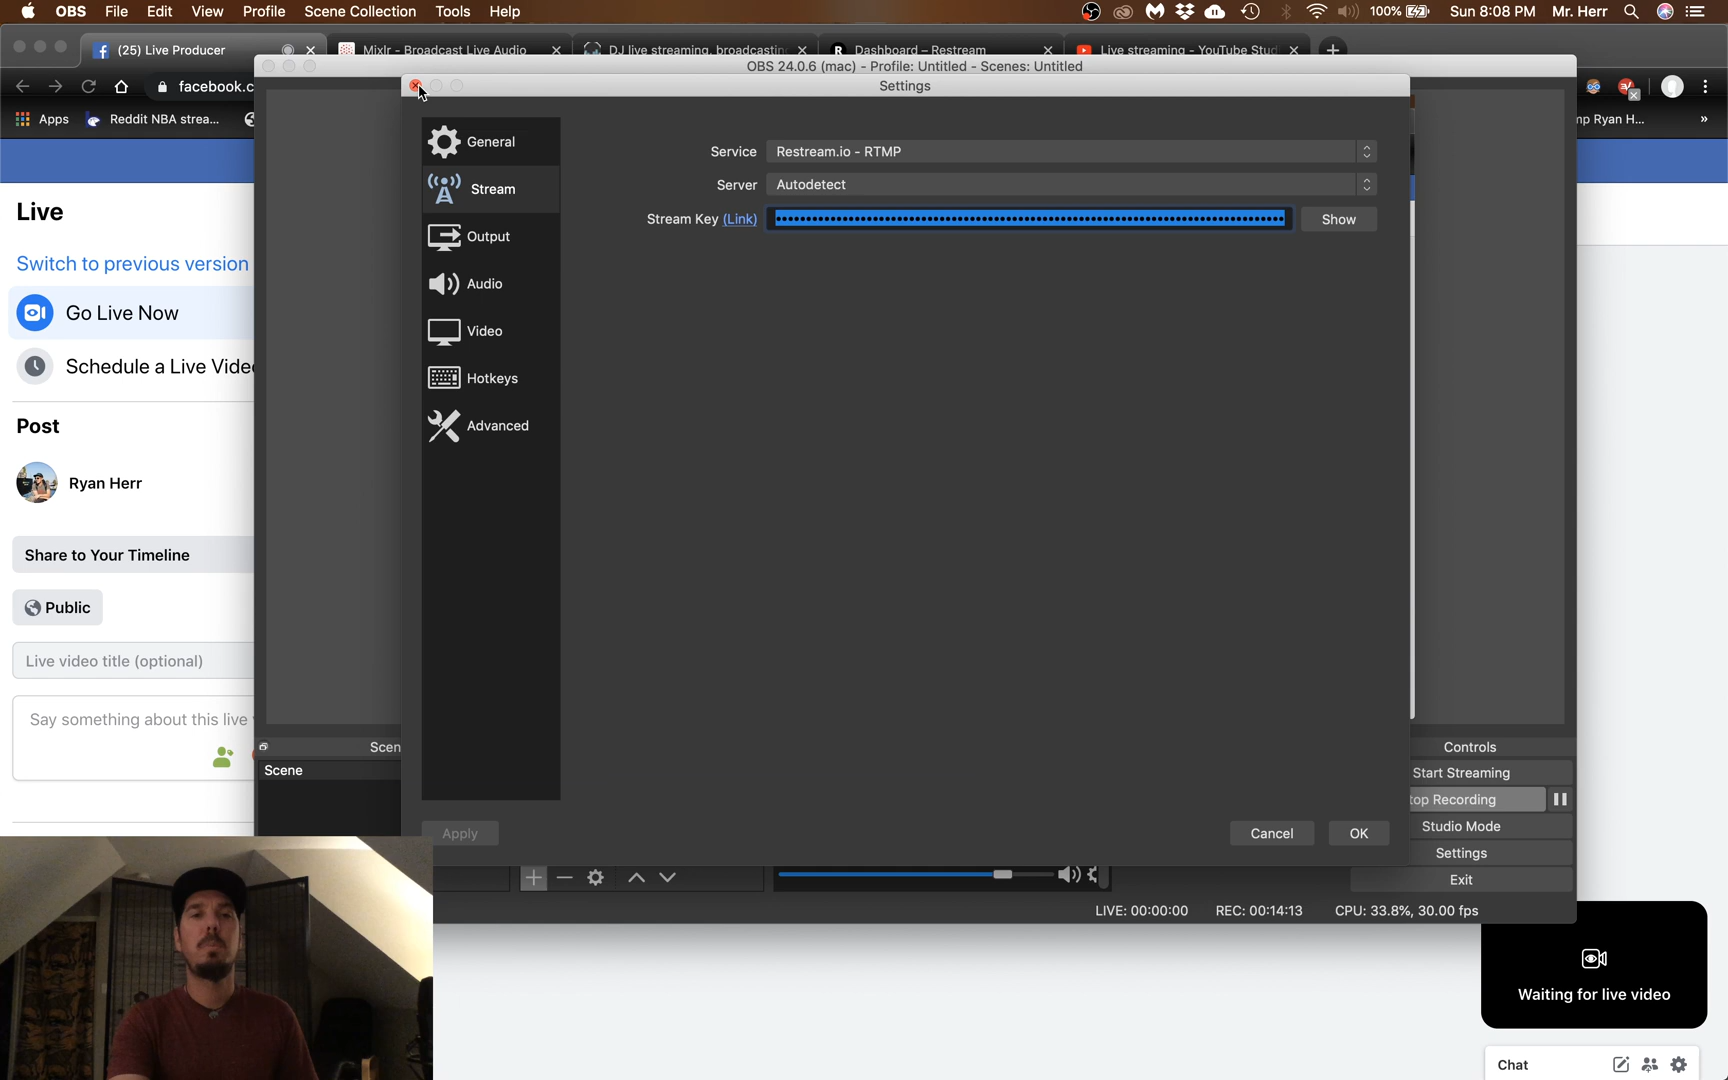 OBS File Edit View Profile Scene Collection Tools Help 100% Sun 8:08 PM Mr. Herr
(25) Live Producer Mixlr - Broadcast Live Audio DJ live streaming, broadcasting Dashboard – Restream Live streaming - YouTube Stud
OBS 24.0.6 (mac) - Profile: Untitled - Scenes: Untitled
facebook.c
Settings
Apps Reddit NBA strea... mp Ryan H... »
General
Service Restream.io - RTMP
Stream
Server Autodetect
Stream Key (Link) Show
Output
Audio
Video
Hotkeys
Advanced
Live
Switch to previous version
Go Live Now
Schedule a Live Vide
Post
Ryan Herr
Share to Your Timeline
Public
Live video title (optional)
Say something about this live
Scen
Scene
Apply Cancel OK
Controls
Start Streaming
top Recording
Studio Mode
Settings
Exit
LIVE: 00:00:00 REC: 00:14:13 CPU: 33.8%, 30.00 fps
Waiting for live video
Chat